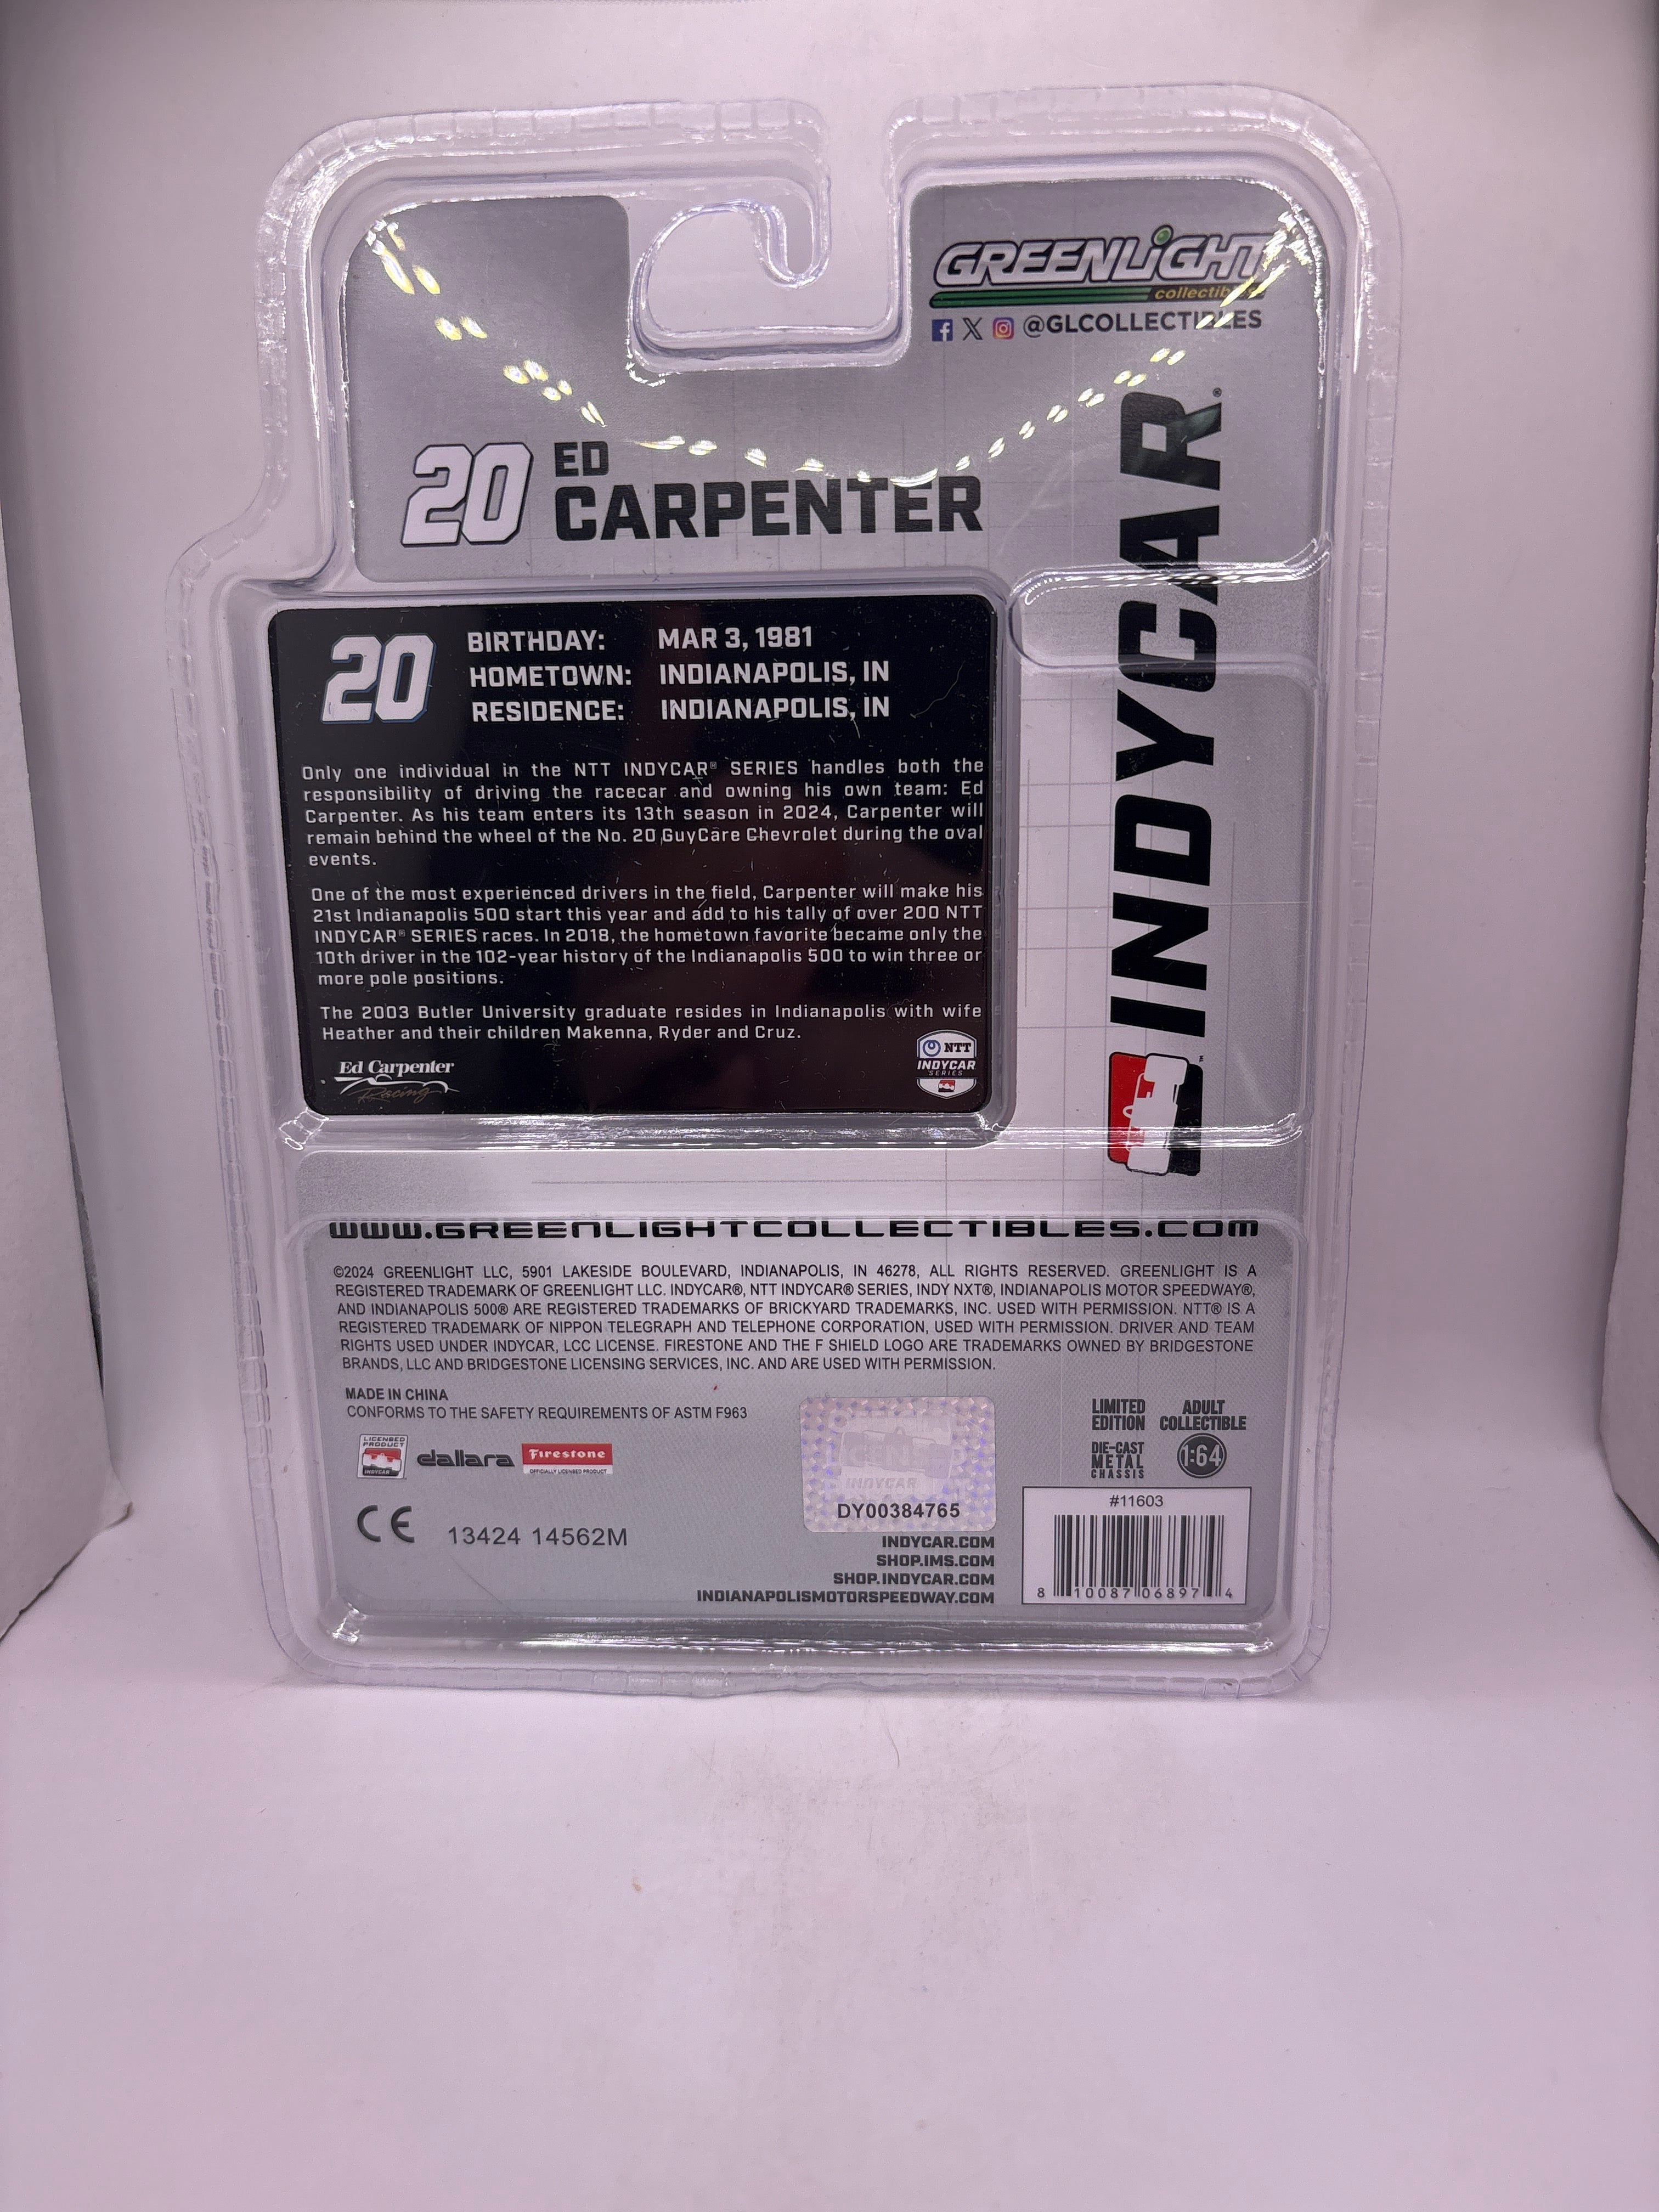 GREENLiGHT
collectibles
@GLCOLLECTIBLES
20
ED
CARPENTER
INDYCAR®
20
BIRTHDAY: MAR 3, 1981
HOMETOWN: INDIANAPOLIS, IN
RESIDENCE: INDIANAPOLIS, IN
Only one individual in the NTT INDYCAR® SERIES handles both the
responsibility of driving the racecar and owning his own team: Ed
Carpenter. As his team enters its 13th season in 2024, Carpenter will
remain behind the wheel of the No. 20 GuyCare Chevrolet during the oval
events.
One of the most experienced drivers in the field, Carpenter will make his
21st Indianapolis 500 start this year and add to his tally of over 200 NTT
INDYCAR® SERIES races. In 2018, the hometown favorite became only the
10th driver in the 102-year history of the Indianapolis 500 to win three or
more pole positions.
The 2003 Butler University graduate resides in Indianapolis with wife
Heather and their children Makenna, Ryder and Cruz.
Ed Carpenter
Racing
NTT
INDYCAR
SERIES
www.GREENLIGHTCOLLECTIBLES.com
©2024 GREENLIGHT LLC, 5901 LAKESIDE BOULEVARD, INDIANAPOLIS, IN 46278, ALL RIGHTS RESERVED. GREENLIGHT IS A
REGISTERED TRADEMARK OF GREENLIGHT LLC. INDYCAR®, NTT INDYCAR® SERIES, INDY NXT®, INDIANAPOLIS MOTOR SPEEDWAY®,
AND INDIANAPOLIS 500® ARE REGISTERED TRADEMARKS OF BRICKYARD TRADEMARKS, INC. USED WITH PERMISSION. NTT® IS A
REGISTERED TRADEMARK OF NIPPON TELEGRAPH AND TELEPHONE CORPORATION, USED WITH PERMISSION. DRIVER AND TEAM
RIGHTS USED UNDER INDYCAR, LCC LICENSE. FIRESTONE AND THE F SHIELD LOGO ARE TRADEMARKS OWNED BY BRIDGESTONE
BRANDS, LLC AND BRIDGESTONE LICENSING SERVICES, INC. AND ARE USED WITH PERMISSION.
MADE IN CHINA
CONFORMS TO THE SAFETY REQUIREMENTS OF ASTM F963
LICENSED
PRODUCT
INDYCAR
dallara
Firestone
OFFICIALLY LICENSED PRODUCT
CE
13424 14562M
INDYCAR
DY00384765
INDYCAR.COM
SHOP.IMS.COM
SHOP.INDYCAR.COM
INDIANAPOLISMOTORSPEEDWAY.COM
LIMITED
EDITION
ADULT
COLLECTIBLE
DIE-CAST
METAL
CHASSIS
1:64
#11603
8 10087 06897 4